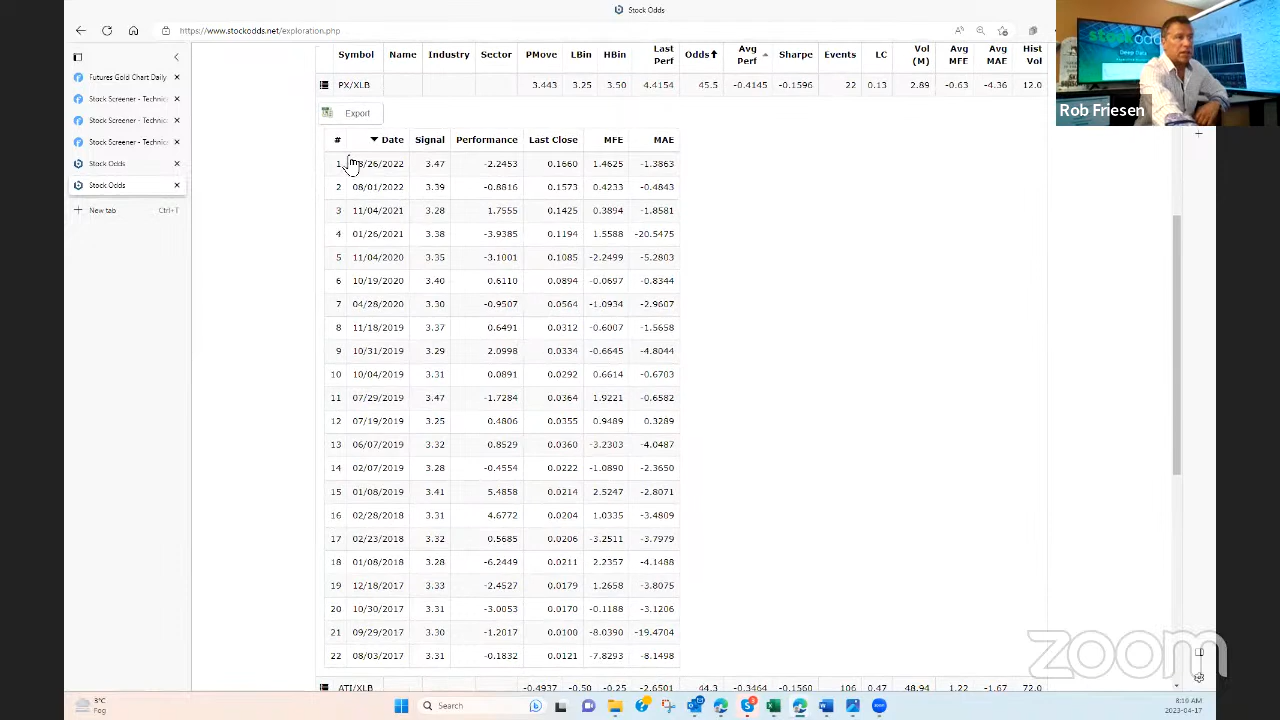 Stock Odds
https://www.stockodds.net/exploration.php
Rob Friesen
Futures Gold Chart Daily
Stock Screener - Technic
Stock Screener - Technic
Stock Screener - Technic
Stock Odds
Stock Odds
New tab Ctrl+T
Name Sector PMove LBin HBin Last Perf Odds Avg Perf Sharpe Events I.C Vol (M) Avg MFE Avg MAE Hist Vol
3.25 3.50 4.4154 45.3 -0.4145 -0.1596 22 0.13 2.89 -0.63 -4.36 12.0
Export
# Date Signal Performance Last Close MFE MAE
1 /26/2022 3.47 -2.2453 0.1660 1.4625 -1.3863
2 08/01/2022 3.39 -0.8816 0.1573 0.4233 -0.4843
3 11/04/2021 3.28 1.7555 0.1425 0.3894 -1.8581
4 01/26/2021 3.38 -3.9385 0.1194 1.5588 -20.5475
5 11/04/2020 3.35 -3.1001 0.1085 -2.2499 -5.2803
6 10/19/2020 3.40 0.6110 0.0894 -0.0697 -0.8344
7 04/28/2020 3.30 -0.9507 0.0564 -1.0934 -2.9607
8 11/18/2019 3.37 0.6491 0.0312 -0.6007 -1.5658
9 10/31/2019 3.29 2.0998 0.0334 -0.6645 -4.8044
10 10/04/2019 3.31 0.0891 0.0292 0.6614 -0.6703
11 07/29/2019 3.47 -1.7284 0.0364 1.9221 -0.6582
12 07/19/2019 3.25 0.4806 0.0355 0.9489 0.3289
13 06/07/2019 3.32 0.8529 0.0360 -3.2303 -4.0487
14 02/07/2019 3.28 -0.4554 0.0222 -1.0890 -2.3650
15 01/08/2019 3.41 5.4858 0.0214 2.5247 -2.8071
16 02/28/2018 3.31 4.6772 0.0204 1.0335 -3.4809
17 02/23/2018 3.32 0.5685 0.0206 -3.2511 -3.7979
18 01/08/2018 3.28 -6.2449 0.0211 2.2357 -4.1488
19 12/18/2017 3.33 -2.4527 0.0179 1.2658 -3.8075
20 10/30/2017 3.31 -3.0053 0.0170 -0.1188 -3.1206
21 09/29/2017 3.30 -1.2017 0.0100 -8.0390 -19.4704
22 3.31 -0.1832 0.0121 -7.8293 -8.1498
ATI/XLB -0.4937 -0.50 -0.25 -2.6501 44.3 -0.3464 -0.1560 106 0.47 48.94 1.22 -1.67 72.0
zoom
3°C
Fog
Search
8:16 AM
2023-04-17